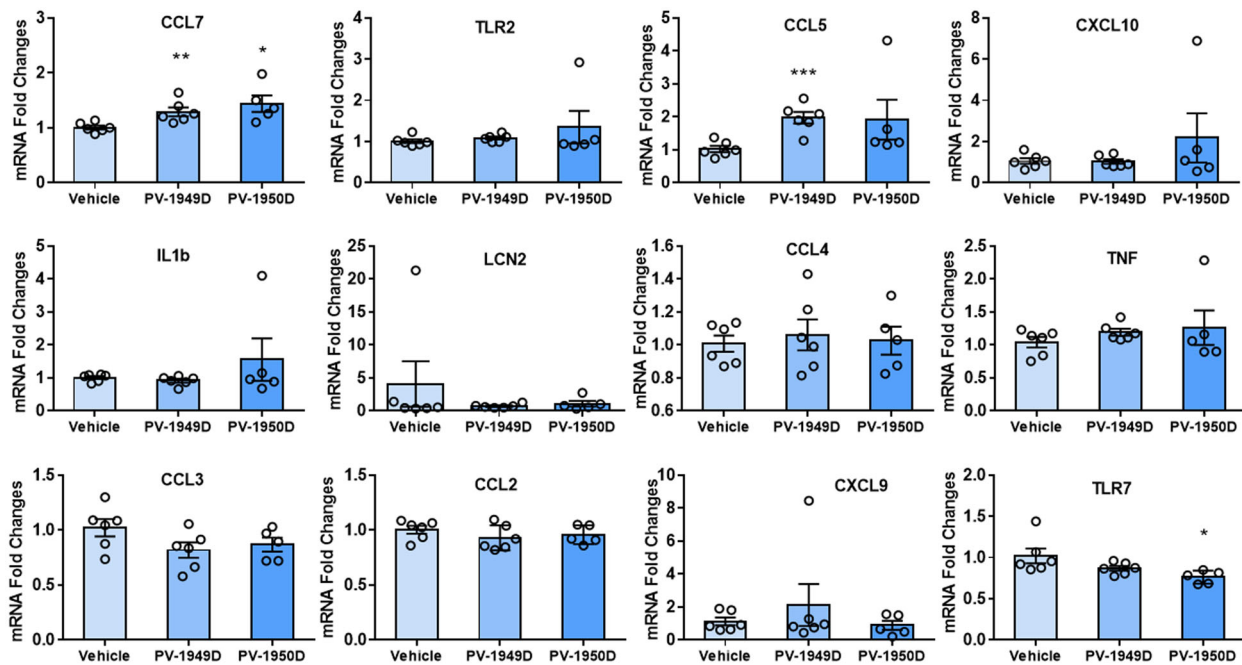 CCL7
mRNA Fold Changes
3
2
1
0
**
*
Vehicle PV-1949D PV-1950D
TLR2
mRNA Fold Changes
4
3
2
1
0
Vehicle PV-1949D PV-1950D
CCL5
mRNA Fold Changes
5
4
3
2
1
0
***
Vehicle PV-1949D PV-1950D
CXCL10
mRNA Fold Changes
8
6
4
2
0
Vehicle PV-1949D PV-1950D
IL1b
mRNA Fold Changes
5
4
3
2
1
0
Vehicle PV-1949D PV-1950D
LCN2
mRNA Fold Changes
25
20
15
10
5
0
Vehicle PV-1949D PV-1950D
CCL4
mRNA Fold Changes
1.6
1.4
1.2
1.0
0.8
0.6
Vehicle PV-1949D PV-1950D
TNF
mRNA Fold Changes
2.5
2.0
1.5
1.0
0.5
0.0
Vehicle PV-1949D PV-1950D
CCL3
mRNA Fold Changes
1.5
1.0
0.5
0.0
Vehicle PV-1949D PV-1950D
CCL2
mRNA Fold Changes
1.5
1.0
0.5
0.0
Vehicle PV-1949D PV-1950D
CXCL9
mRNA Fold Changes
10
8
6
4
2
0
Vehicle PV-1949D PV-1950D
TLR7
mRNA Fold Changes
2.0
1.5
1.0
0.5
0.0
*
Vehicle PV-1949D PV-1950D